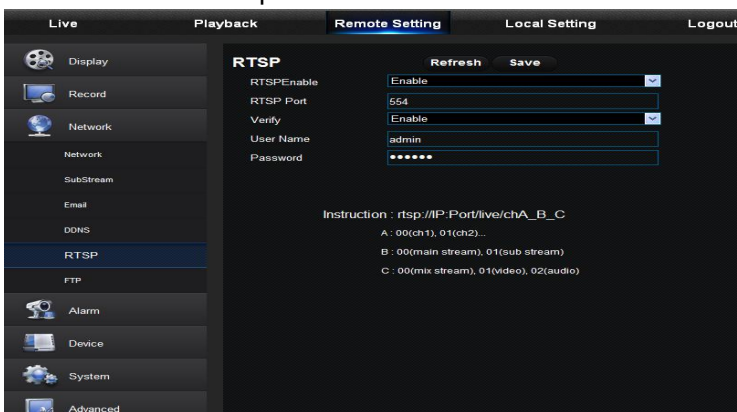 Live Playback Remote Setting Local Setting Logout
Display
Record
Network
Network
SubStream
Email
DDNS
RTSP
FTP
Alarm
Device
System
Advanced
RTSP Refresh Save
RTSPEnable Enable
RTSP Port 554
Verify Enable
User Name admin
Password ••••••
Instruction : rtsp://IP:Port/live/chA_B_C
A : 00(ch1), 01(ch2)...
B : 00(main stream), 01(sub stream)
C : 00(mix stream), 01(video), 02(audio)